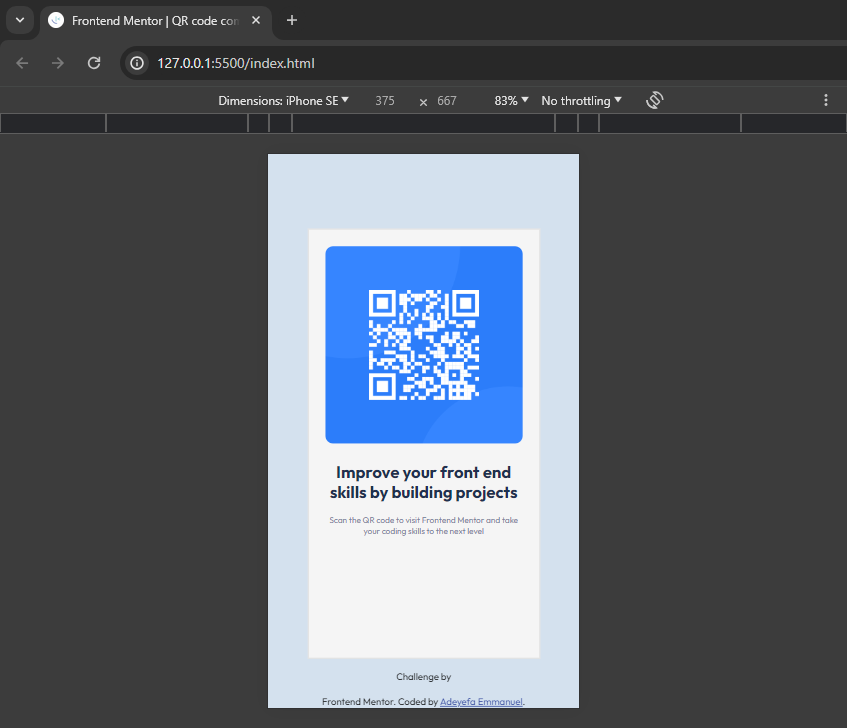 Frontend Mentor | QR code con
127.0.0.1:5500/index.html
Dimensions: iPhone SE 375 × 667 83% No throttling
Improve your front end
skills by building projects
Scan the QR code to visit Frontend Mentor and take
your coding skills to the next level
Challenge by
Frontend Mentor. Coded by Adeyefa Emmanuel.